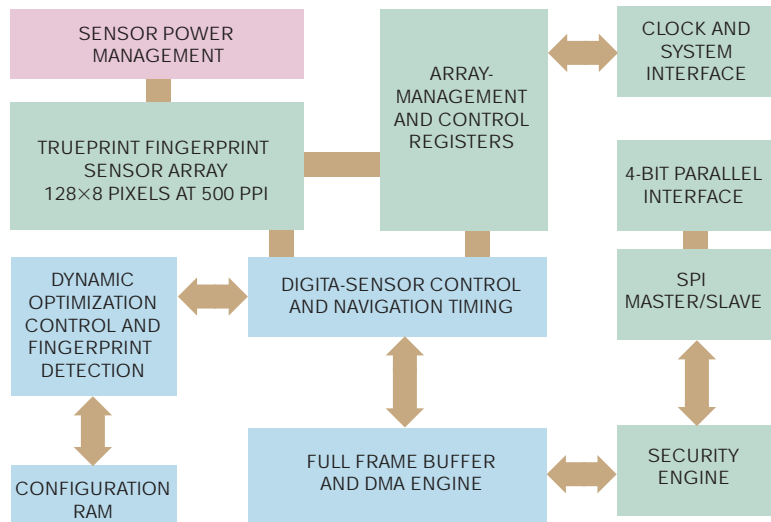 SENSOR POWER
MANAGEMENT
TRUEPRINT FINGERPRINT
SENSOR ARRAY
128×8 PIXELS AT 500 PPI
ARRAY-
MANAGEMENT
AND CONTROL
REGISTERS
CLOCK AND
SYSTEM
INTERFACE
4-BIT PARALLEL
INTERFACE
DYNAMIC
OPTIMIZATION
CONTROL AND
FINGERPRINT
DETECTION
DIGITA-SENSOR CONTROL
AND NAVIGATION TIMING
SPI
MASTER/SLAVE
CONFIGURATION
RAM
FULL FRAME BUFFER
AND DMA ENGINE
SECURITY
ENGINE